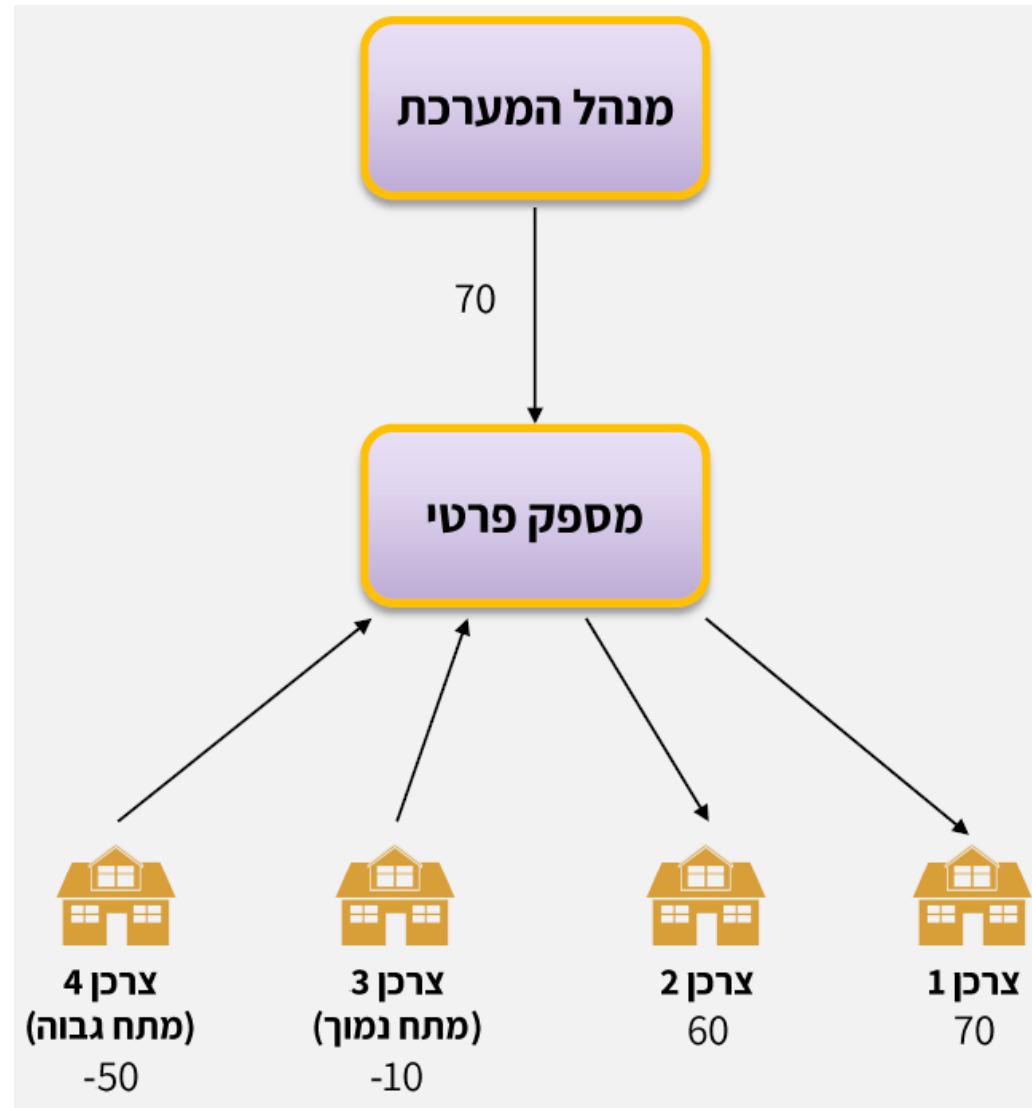 מנהל המערכת
70
מספק פרטי
צרכן 1
70
צרכן 2
60
צרכן 3
(מתח נמוך)
-10
צרכן 4
(מתח גבוה)
-50